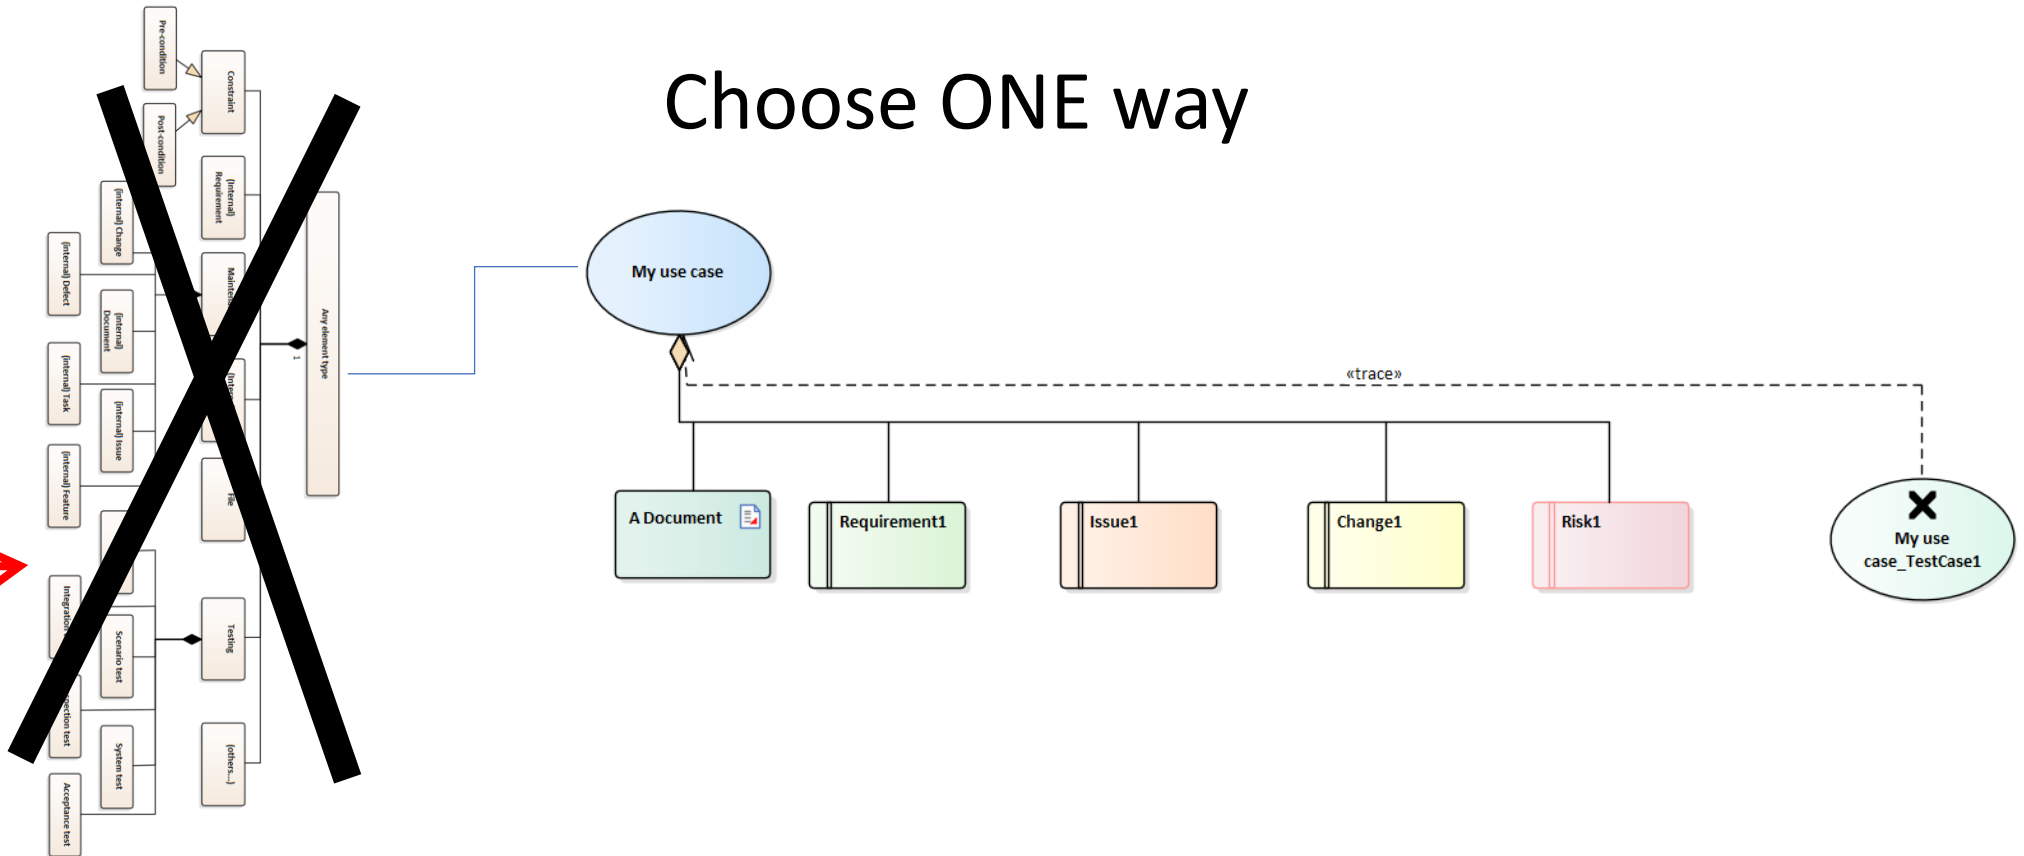 Choose ONE way
Pre-condition
Post-condition
Constraint
(Internal)
Requirement
(internal) Change
(internal) Defect
(internal)
Document
(internal) Task
(internal) Issue
(internal) Feature
File
Any element type
1
Testing
Scenario test
System test
Acceptance test
(others...)
My use case
«trace»
A Document
Requirement1
Issue1
Change1
Risk1
My use
case_TestCase1